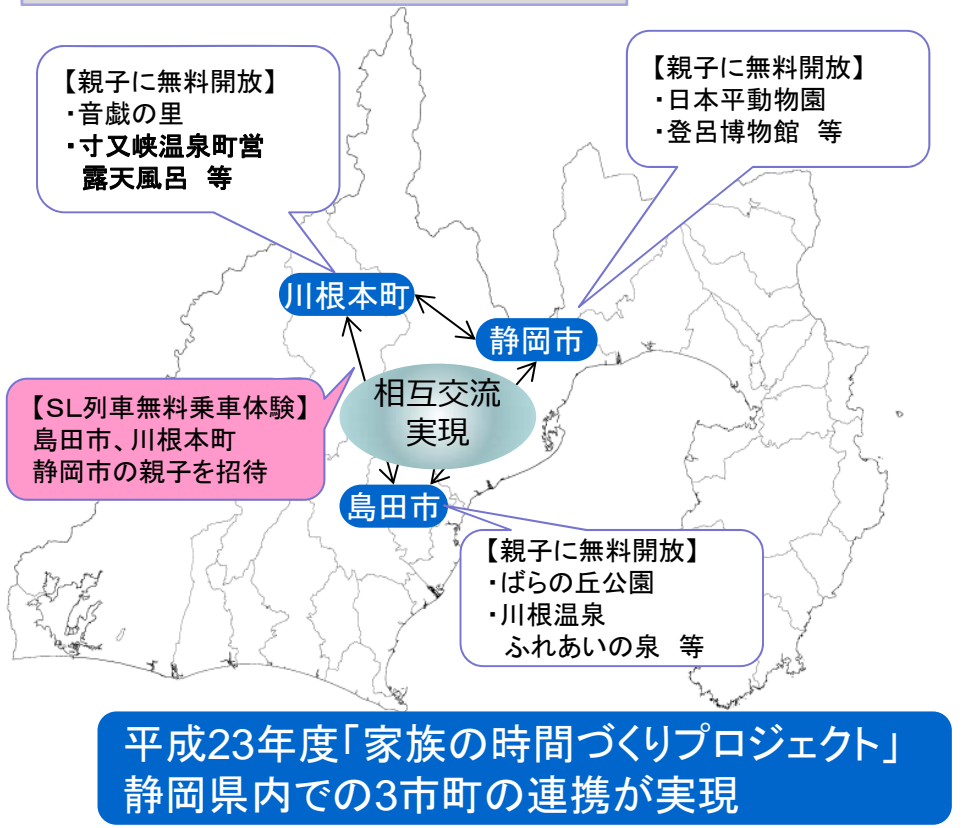 【親子に無料開放】
・音戯の里
・寸又峡温泉町営
露天風呂 等
【親子に無料開放】
・日本平動物園
・登呂博物館 等
川根本町
静岡市
相互交流
実現
【SL列車無料乗車体験】
島田市、川根本町
静岡市の親子を招待
島田市
【親子に無料開放】
・ばらの丘公園
・川根温泉
ふれあいの泉 等
平成23年度「家族の時間づくりプロジェクト」
静岡県内での3市町の連携が実現